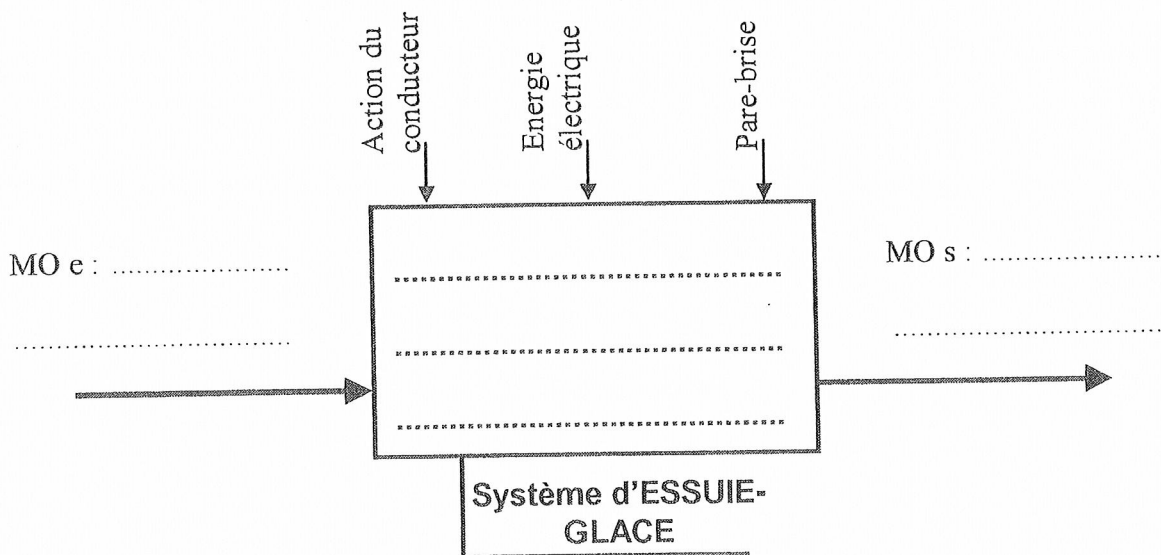 Action du
conducteur
Energie
électrique
Pare-brise
MO e : ....................
...............................
MO s : ....................
...............................
.............................................
.............................................
.............................................
Système d'ESSUIE-
GLACE